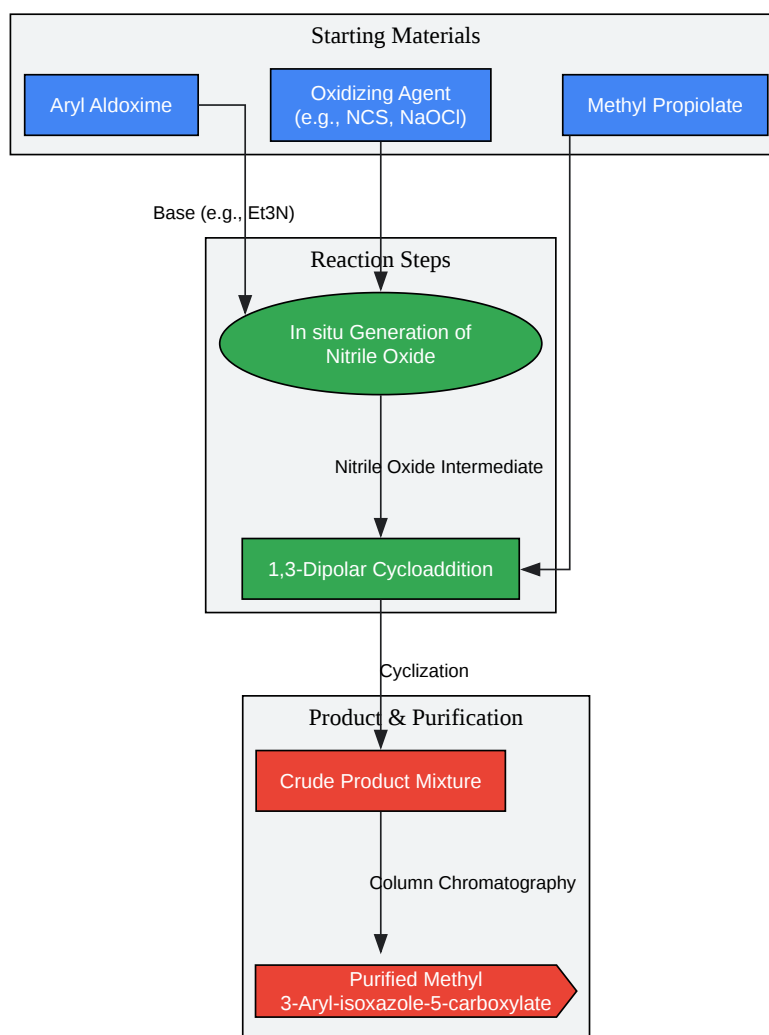 Starting Materials
Aryl Aldoxime
Oxidizing Agent
(e.g., NCS, NaOCl)
Methyl Propiolate
Base (e.g., Et3N)
Reaction Steps
In situ Generation of
Nitrile Oxide
Nitrile Oxide Intermediate
1,3-Dipolar Cycloaddition
Cyclization
Product & Purification
Crude Product Mixture
Column Chromatography
Purified Methyl
3-Aryl-isoxazole-5-carboxylate